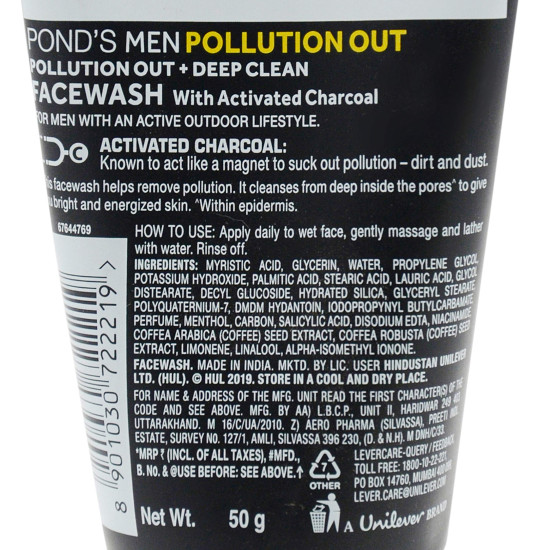 POND'S MEN POLLUTION OUT
POLLUTION OUT + DEEP CLEAN
FACEWASH With Activated Charcoal
FOR MEN WITH AN ACTIVE OUTDOOR LIFESTYLE.
C
ACTIVATED CHARCOAL:
Known to act like a magnet to suck out pollution – dirt and dust.
is facewash helps remove pollution. It cleanses from deep inside the pores^ to give
bright and energized skin. ^Within epidermis.
67644769
HOW TO USE: Apply daily to wet face, gently massage and lather
with water. Rinse off.
INGREDIENTS: MYRISTIC ACID, GLYCERIN, WATER, PROPYLENE GLYCOL,
POTASSIUM HYDROXIDE, PALMITIC ACID, STEARIC ACID, LAURIC ACID, GLYCOL
DISTEARATE, DECYL GLUCOSIDE, HYDRATED SILICA, GLYCERYL STEARATE,
POLYQUATERNIUM-7, DMDM HYDANTOIN, IODOPROPYNYL BUTYLCARBAMATE,
PERFUME, MENTHOL, CARBON, SALICYLIC ACID, DISODIUM EDTA, NIACINAMIDE,
COFFEA ARABICA (COFFEE) SEED EXTRACT, COFFEA ROBUSTA (COFFEE) SEED
EXTRACT, LIMONENE, LINALOOL, ALPHA-ISOMETHYL IONONE.
FACEWASH. MADE IN INDIA. MKTD. BY LIC. USER HINDUSTAN UNILEVER
LTD. (HUL). © HUL 2019. STORE IN A COOL AND DRY PLACE.
FOR NAME & ADDRESS OF THE MFG. UNIT READ THE FIRST CHARACTER(S) OF THE
CODE AND SEE ABOVE. MFG. BY AA) L.B.C.P., UNIT II, HARIDWAR 249 403
UTTARAKHAND. M 16/C/UA/2010. Z) AERO PHARMA (SILVASSA), PREETI
ESTATE, SURVEY NO. 127/1, AMLI, SILVASSA 396 230, (D. & N.H). M DNH/C/33.
*MRP ₹ (INCL. OF ALL TAXES), #MFD.,
B. No. & @USE BEFORE: SEE ABOVE.↑
7
OTHER
LEVERCARE-QUERY / FEEDBACK
TOLL FREE: 1800-10-22-221,
PO BOX 14760, MUMBAI 400
LEVER.CARE@UNILEVER.COM
8 901030 722219 >
Net Wt. 50 g
A Unilever BRAND